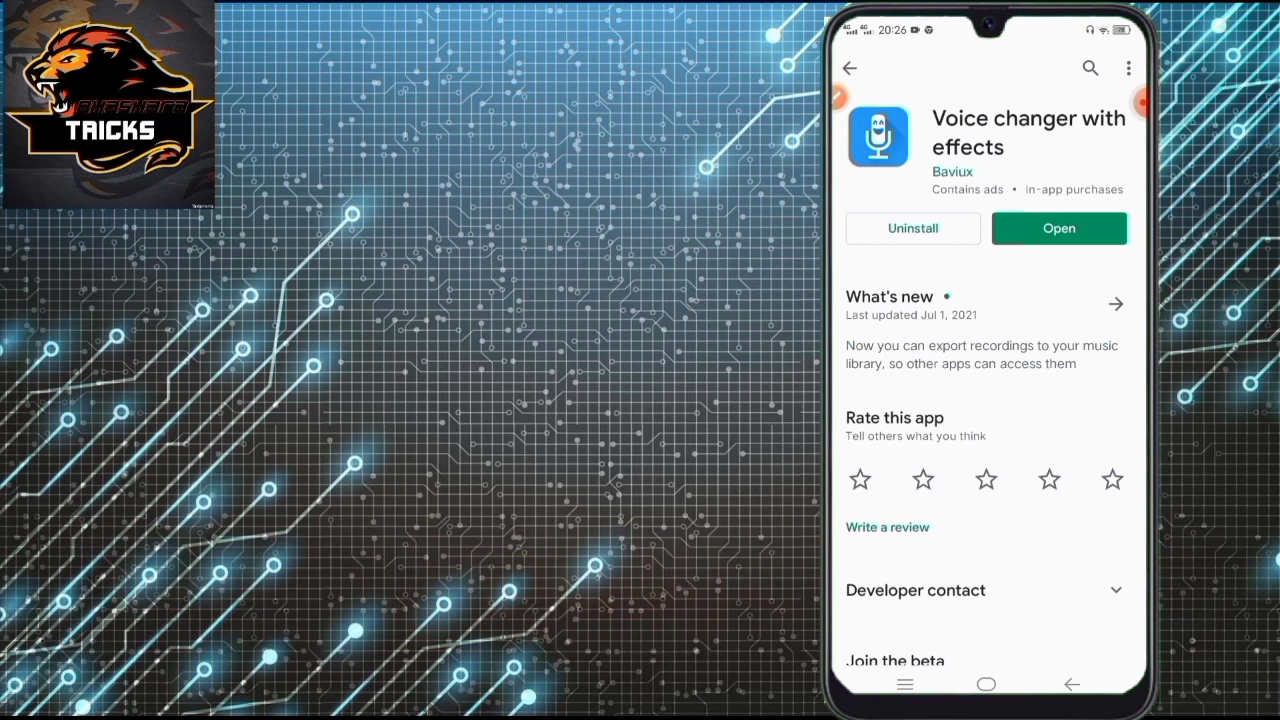 TRICKS
4G 4G 20:26
Voice changer with
effects
Baviux
Contains ads • In-app purchases
Uninstall
Open
What's new •
Last updated Jul 1, 2021
Now you can export recordings to your music
library, so other apps can access them
Rate this app
Tell others what you think
Write a review
Developer contact
Join the beta